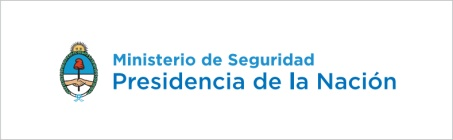 Ministerio de Seguridad
Presidencia de la Nación